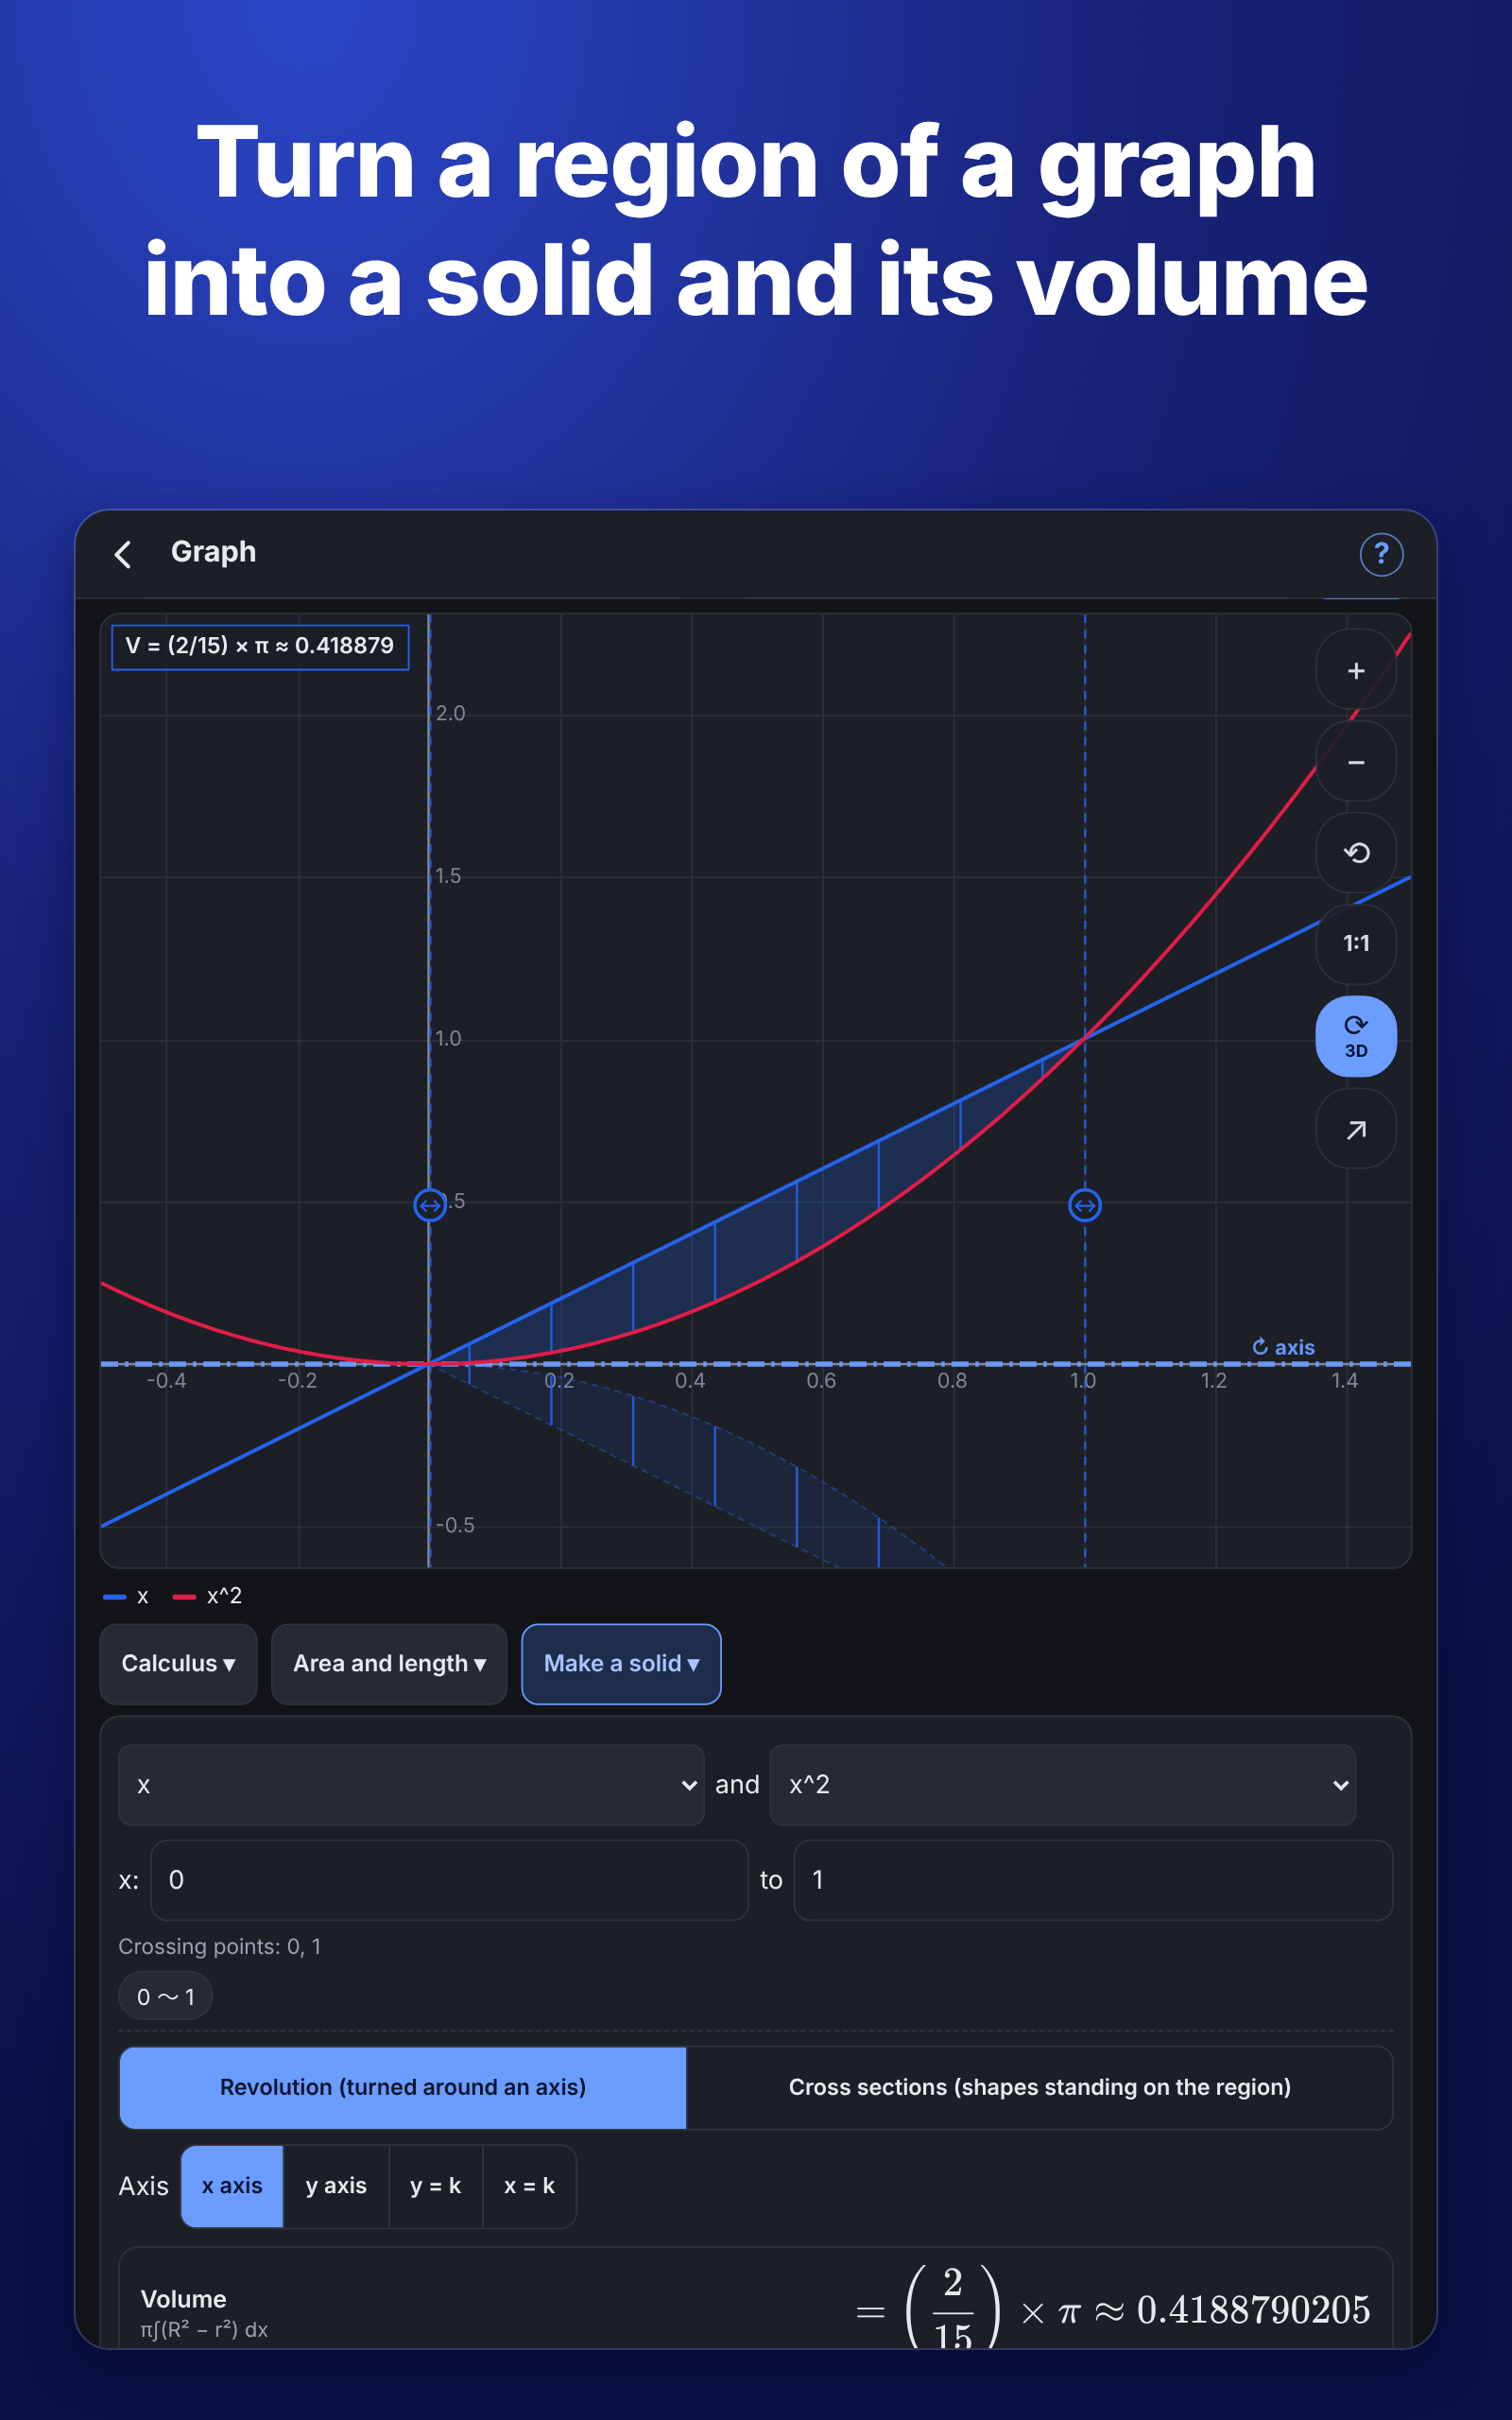 Turn a region of a graph
into a solid and its volume
Graph
?
V = (2/15) × π ≈ 0.418879
+
−
⟲
1:1
⟳
3D
↗
2.0
1.5
1.0
.5
-0.5
↻ axis
-0.4 -0.2 0.2 0.4 0.6 0.8 1.0 1.2 1.4
x x^2
Calculus ▾ Area and length ▾ Make a solid ▾
x and x^2
x: 0 to 1
Crossing points: 0, 1
0 ～ 1
Revolution (turned around an axis) Cross sections (shapes standing on the region)
Axis x axis y axis y = k x = k
Volume = (2/15) × π ≈ 0.4188790205
π∫(R² − r²) dx